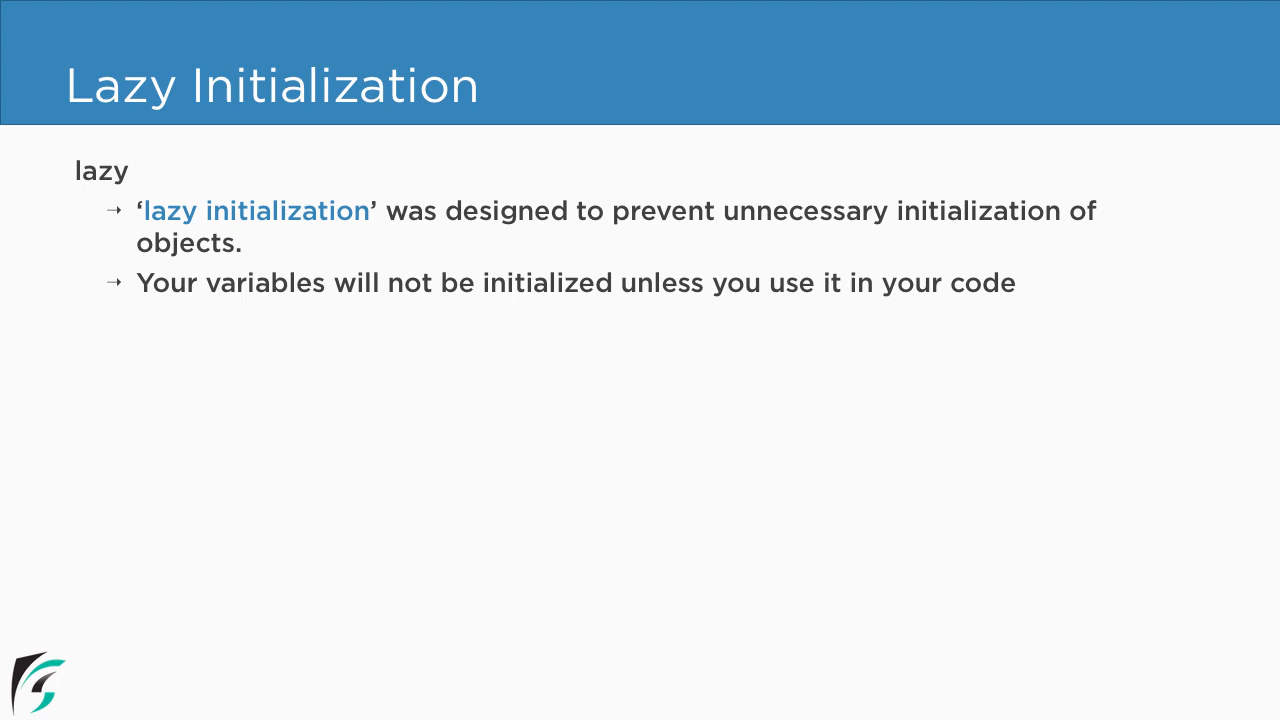 Lazy Initialization
lazy
→ ‘lazy initialization’ was designed to prevent unnecessary initialization of
objects.
→ Your variables will not be initialized unless you use it in your code